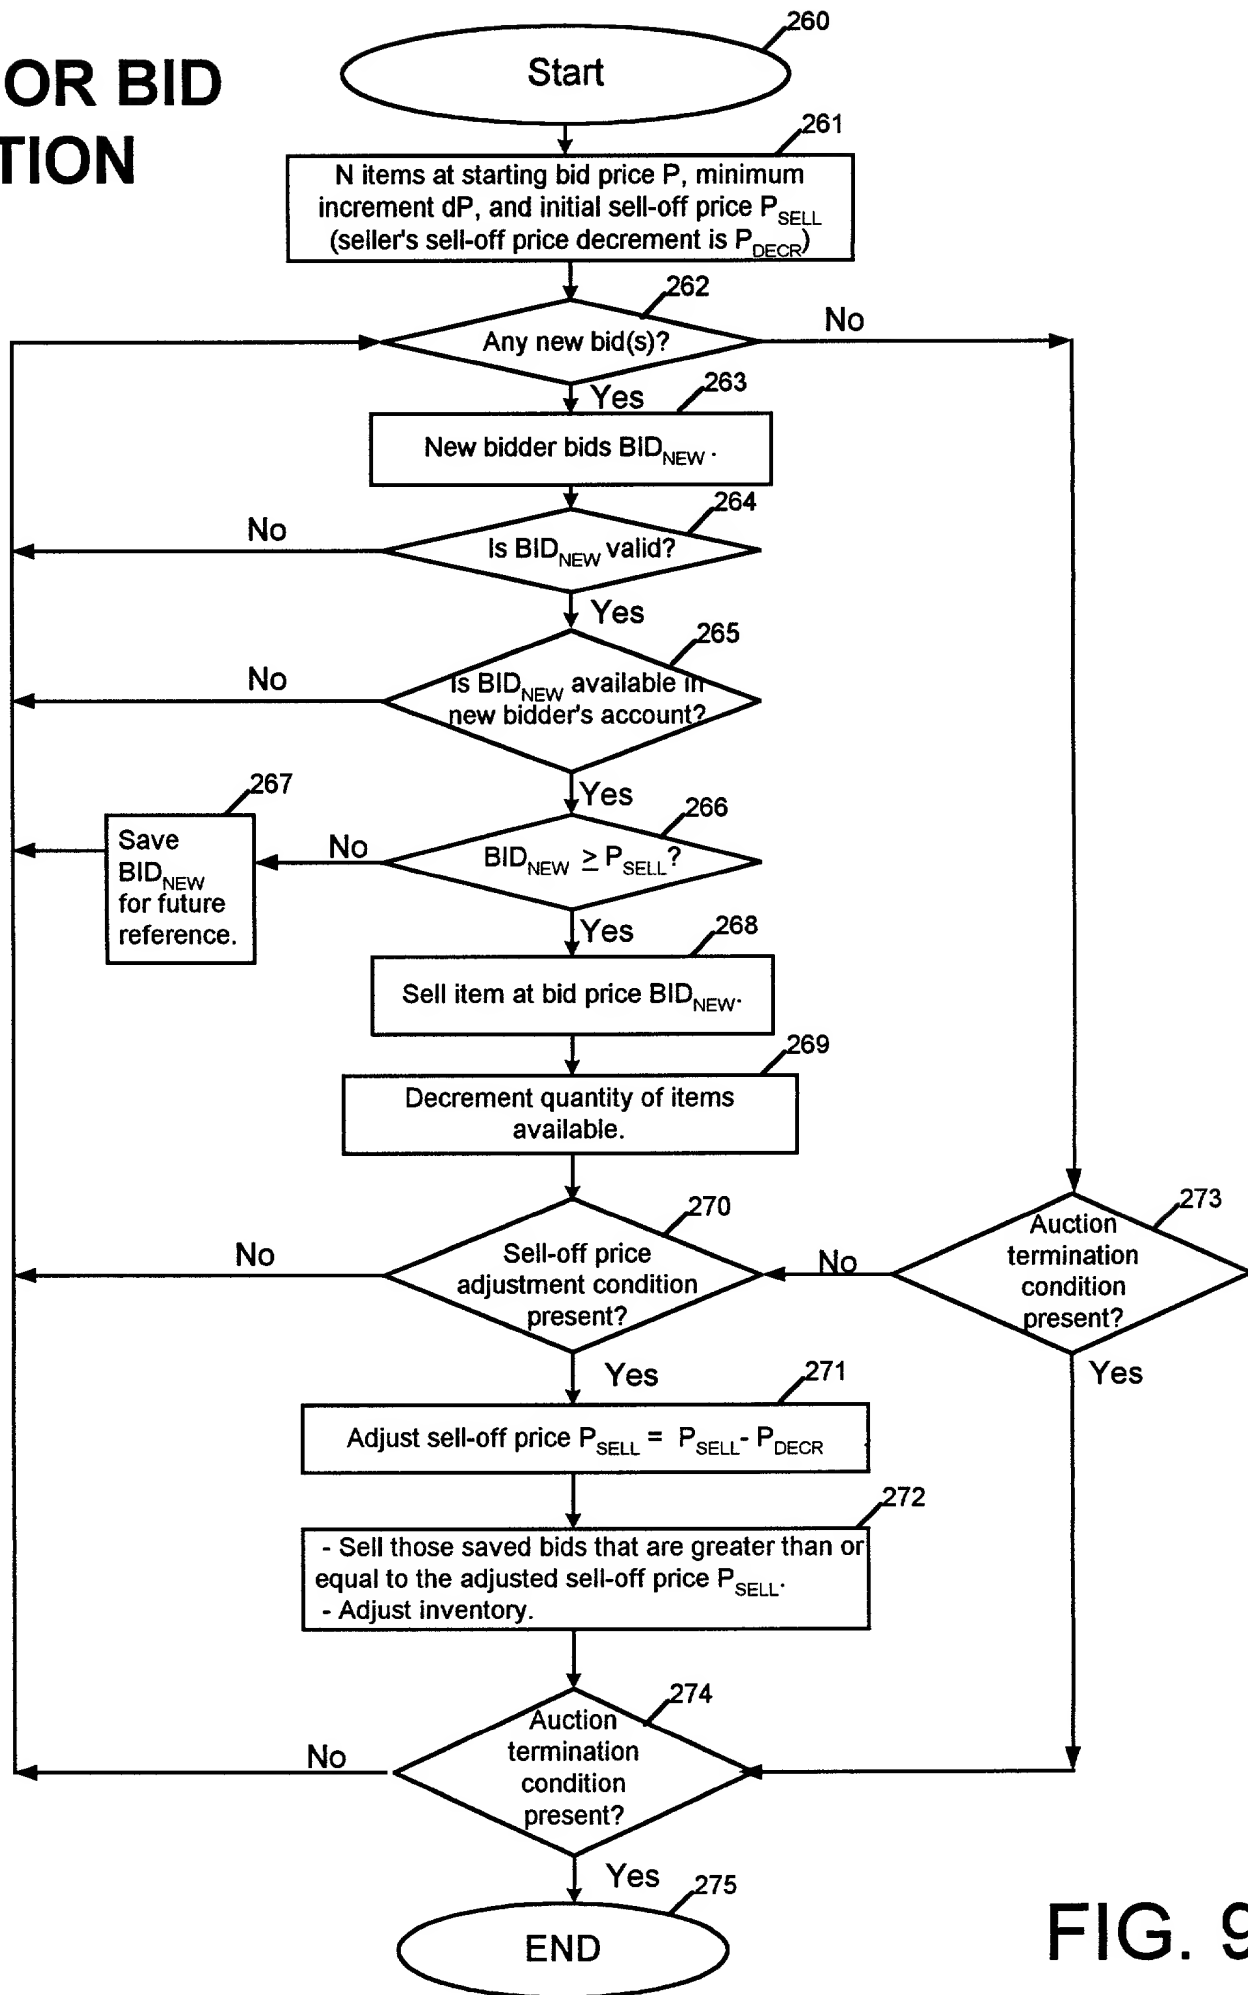 OR BID
TION
260
Start
261
N items at starting bid price P, minimum
increment dP, and initial sell-off price PSELL
(seller's sell-off price decrement is PDECR)
262
Any new bid(s)?
No
Yes
263
New bidder bids BIDNEW .
264
Is BIDNEW valid?
No
Yes
265
Is BIDNEW available in
new bidder's account?
No
Yes
266
BIDNEW ≥ PSELL?
No
267
Save
BIDNEW
for future
reference.
Yes
268
Sell item at bid price BIDNEW.
269
Decrement quantity of items
available.
270
Sell-off price
adjustment condition
present?
No
No
273
Auction
termination
condition
present?
Yes
Yes
271
Adjust sell-off price PSELL = PSELL- PDECR
272
- Sell those saved bids that are greater than or
equal to the adjusted sell-off price PSELL.
- Adjust inventory.
274
Auction
termination
condition
present?
No
Yes
275
END
FIG. 9